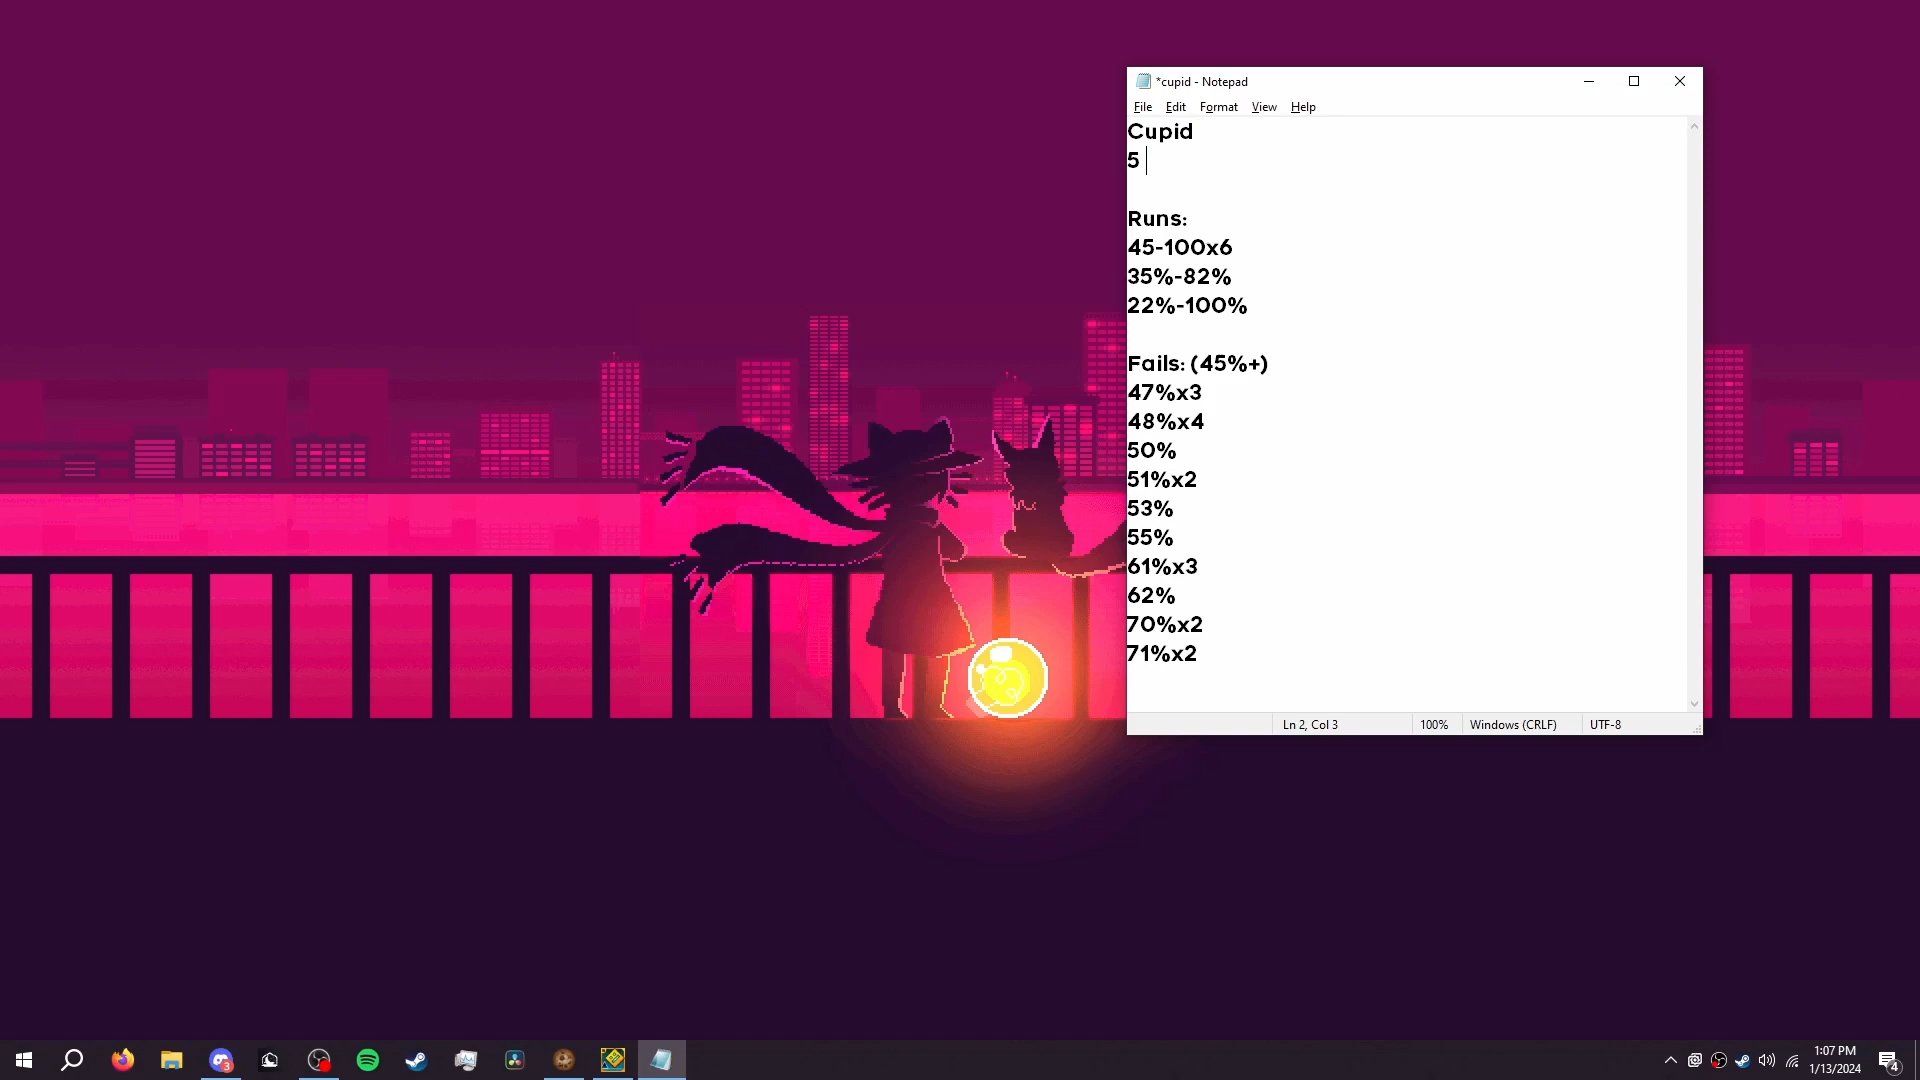 *cupid - Notepad
File Edit Format View Help
Cupid
5
Runs:
45-100x6
35%-82%
22%-100%
Fails: (45%+)
47%x3
48%x4
50%
51%x2
53%
55%
61%x3
62%
70%x2
71%x2
Ln 2, Col 3 100% Windows (CRLF) UTF-8
3
1:07 PM
1/13/2024
4